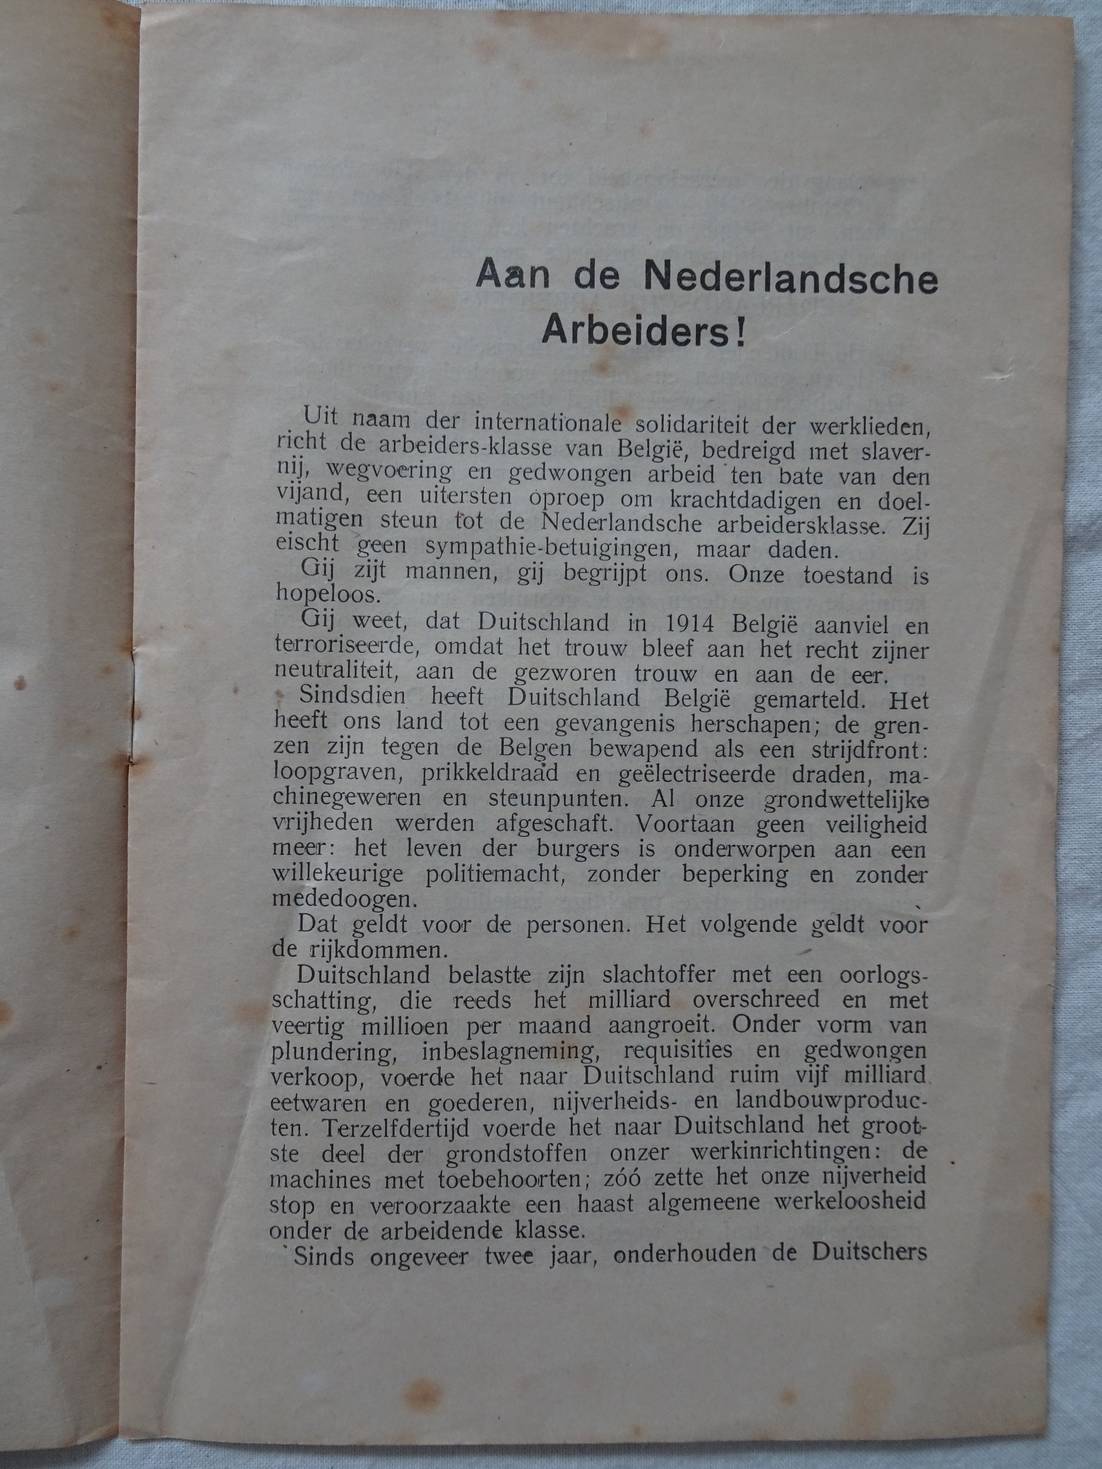 Aan de Nederlandsche
Arbeiders!
Uit naam der internationale solidariteit der werklieden,
richt de arbeiders-klasse van Belgié, bedreigd met slaver-
nij, wegvoering en gedwongen arbeid ten bate van den
vijand, een uitersten oproep om krachtdadigen en doel-
matigen steun tot de Nederlandsche arbeidersklasse. Zij
eischt geen sympathie-betuigingen, maar daden.
Gij zijt mannen, gij begrijpt ons. Onze toestand is
hopeloos.
Gij weet, dat Duitschland in 1914 België aanviel en
terroriseerde, omdat het trouw bleef aan het recht zijner
neutraliteit, aan de gezworen trouw en aan de eer.
Sindsdien heeft Duitschland België gemarteld. Het
heeft ons land tot een gevangenis herschapen; de gren-
zen zijn tegen de Belgen bewapend als een strijdfront:
loopgraven, prikkeldraad en geëlectriseerde draden, ma-
chinegeweren en steunpunten. Al onze grondwettelijke
vrijheden werden afgeschaft. Voortaan geen veiligheid
meer: het leven der burgers is onderworpen aan een
willekeurige politiemacht, zonder beperking en zonder
mededoogen.
Dat geldt voor de personen. Het volgende geldt voor
de rijkdommen.
Duitschland belastte zijn slachtoffer met een oorlogs-
schatting, die reeds het milliard overschreed en met
veertig millioen per maand aangroeit. Onder vorm van
plundering, inbeslagneming, requisities en gedwongen
verkoop, voerde het naar Duitschland ruim vijf milliard
eetwaren en goederen, nijverheids- en landbouwproduc-
ten. Terzelfdertijd voerde het naar Duitschland het groot-
ste deel der grondstoffen onzer werkinrichtingen: de
machines met toebehoorten; zóó zette het onze nijverheid
stop en veroorzaakte een haast algemeene werkeloosheid
onder de arbeidende klasse.
Sinds ongeveer twee jaar, onderhouden de Duitschers